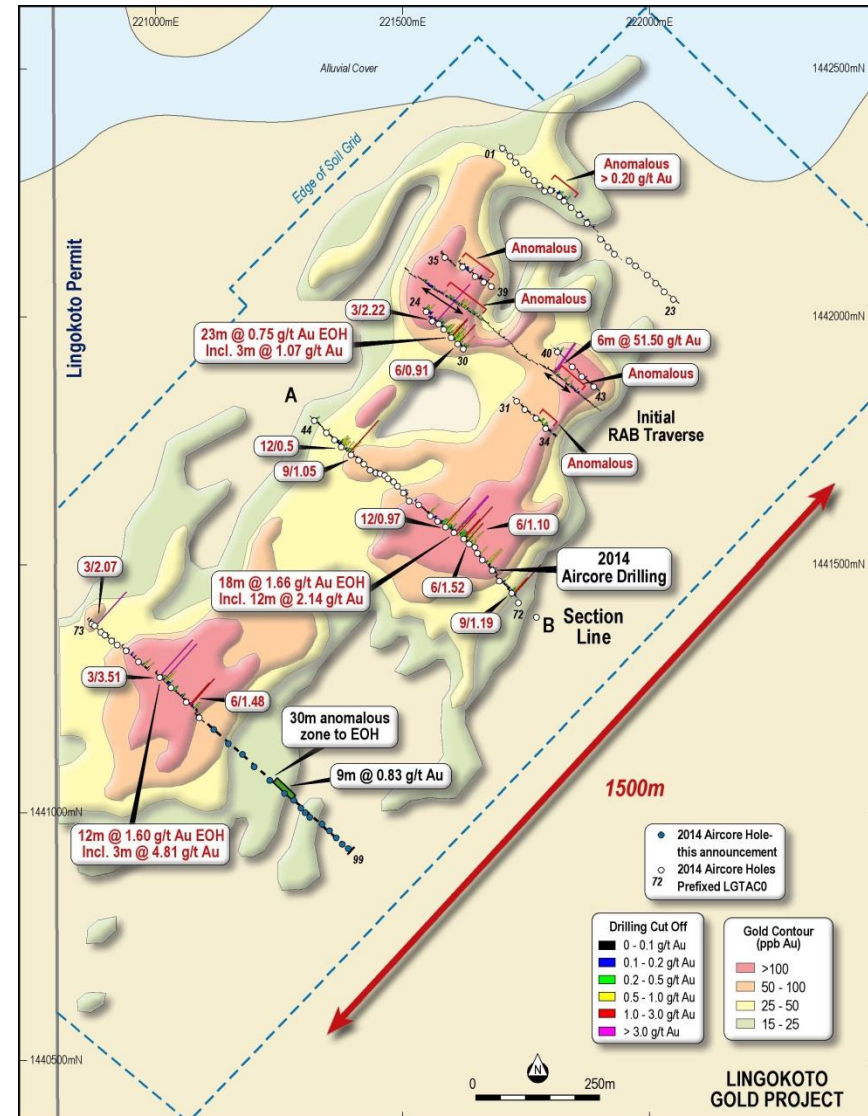 221000mE
221500mE
222000mE
Alluvial Cover
1442500mN
Edge of Soil Grid
01
Anomalous
> 0.20 g/t Au
Lingokoto Permit
35
Anomalous
39
23
24
Anomalous
3/2.22
1442000mN
23m @ 0.75 g/t Au EOH
Incl. 3m @ 1.07 g/t Au
30
40
6m @ 51.50 g/t Au
6/0.91
43
Anomalous
A
31
Initial
RAB Traverse
44
34
12/0.5
Anomalous
9/1.05
12/0.97
6/1.10
1441500mN
18m @ 1.66 g/t Au EOH
Incl. 12m @ 2.14 g/t Au
6/1.52
2014
Aircore Drilling
3/2.07
72
B
Section
Line
73
9/1.19
3/3.51
6/1.48
30m anomalous
zone to EOH
9m @ 0.83 g/t Au
1500m
1441000mN
12m @ 1.60 g/t Au EOH
Incl. 3m @ 4.81 g/t Au
99
2014 Aircore Hole-
this announcement
2014 Aircore Holes
72 Prefixed LGTAC0
Drilling Cut Off
0 - 0.1 g/t Au
0.1 - 0.2 g/t Au
0.2 - 0.5 g/t Au
0.5 - 1.0 g/t Au
1.0 - 3.0 g/t Au
> 3.0 g/t Au
Gold Contour
(ppb Au)
>100
50 - 100
25 - 50
15 - 25
1440500mN
N
0
250m
LINGOKOTO
GOLD PROJECT